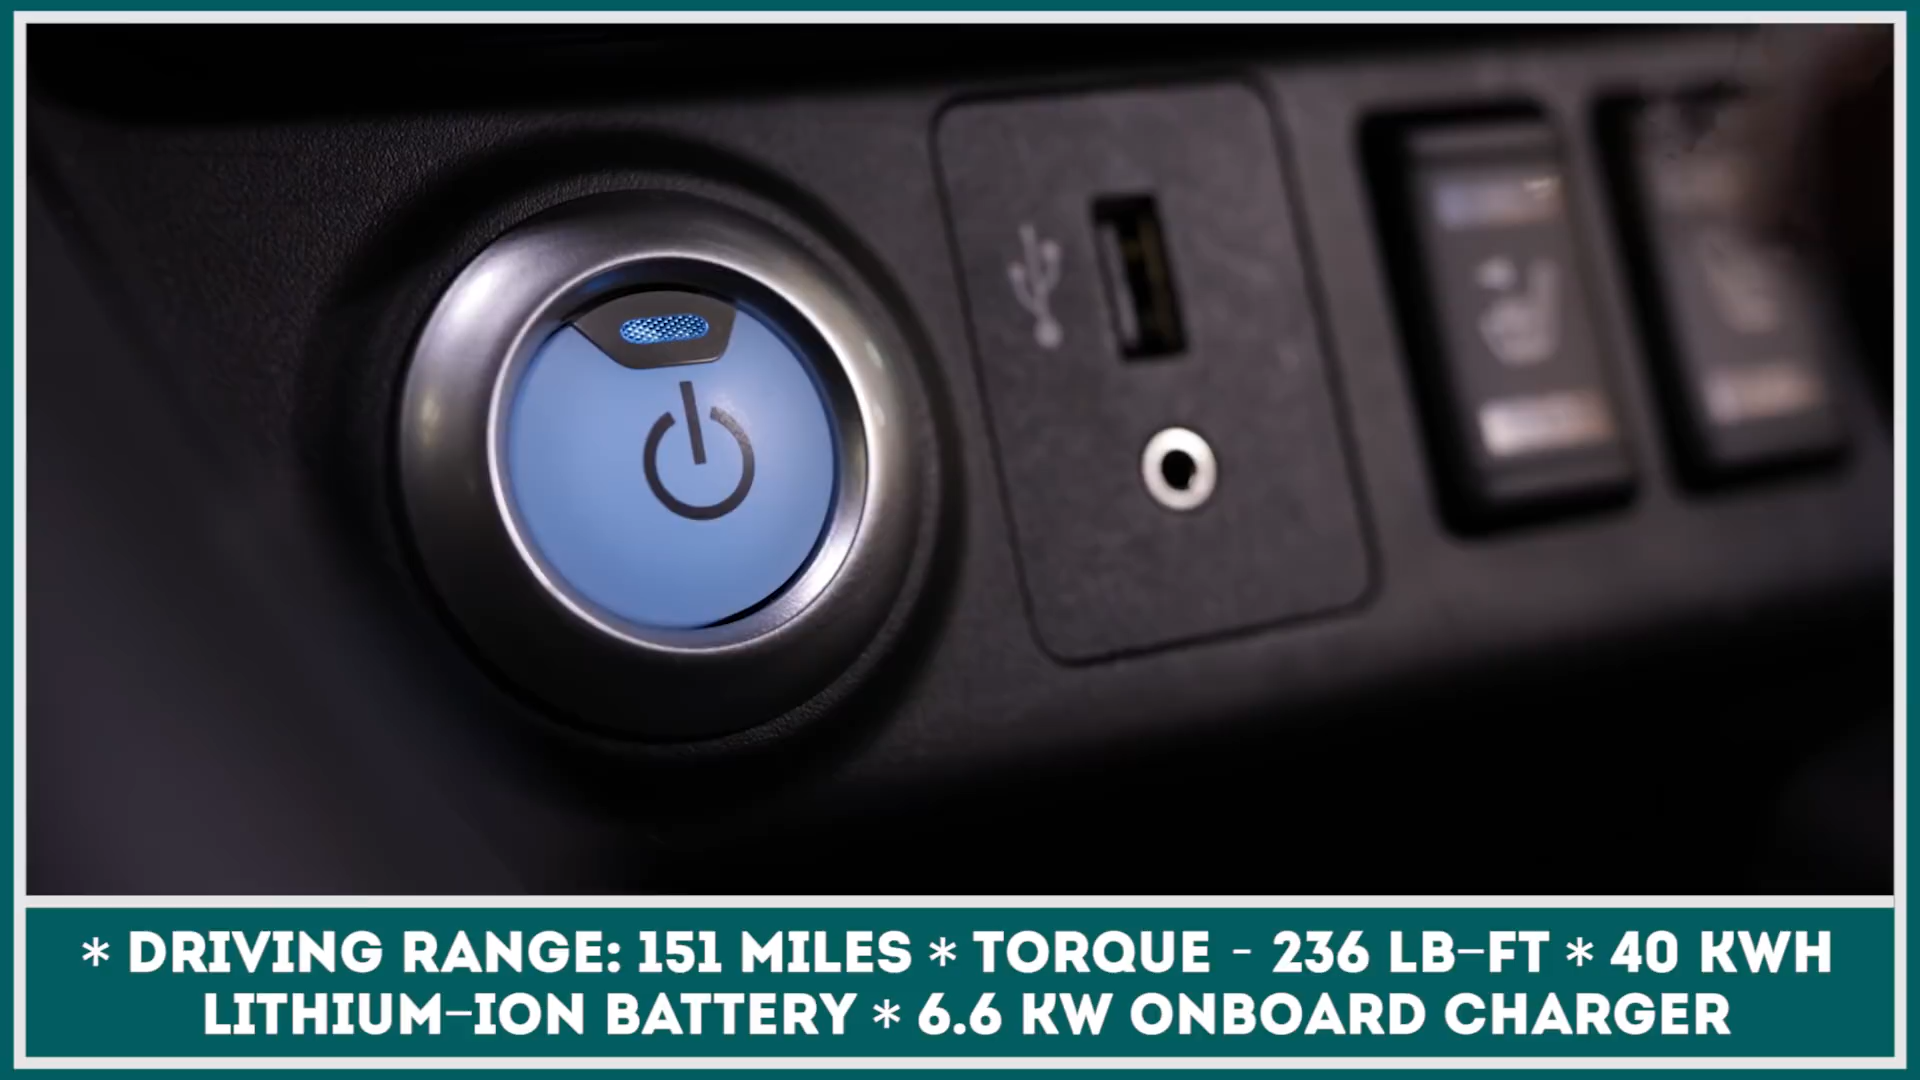 * DRIVING RANGE: 151 MILES * TORQUE - 236 LB-FT * 40 KWH
LITHIUM-ION BATTERY * 6.6 KW ONBOARD CHARGER